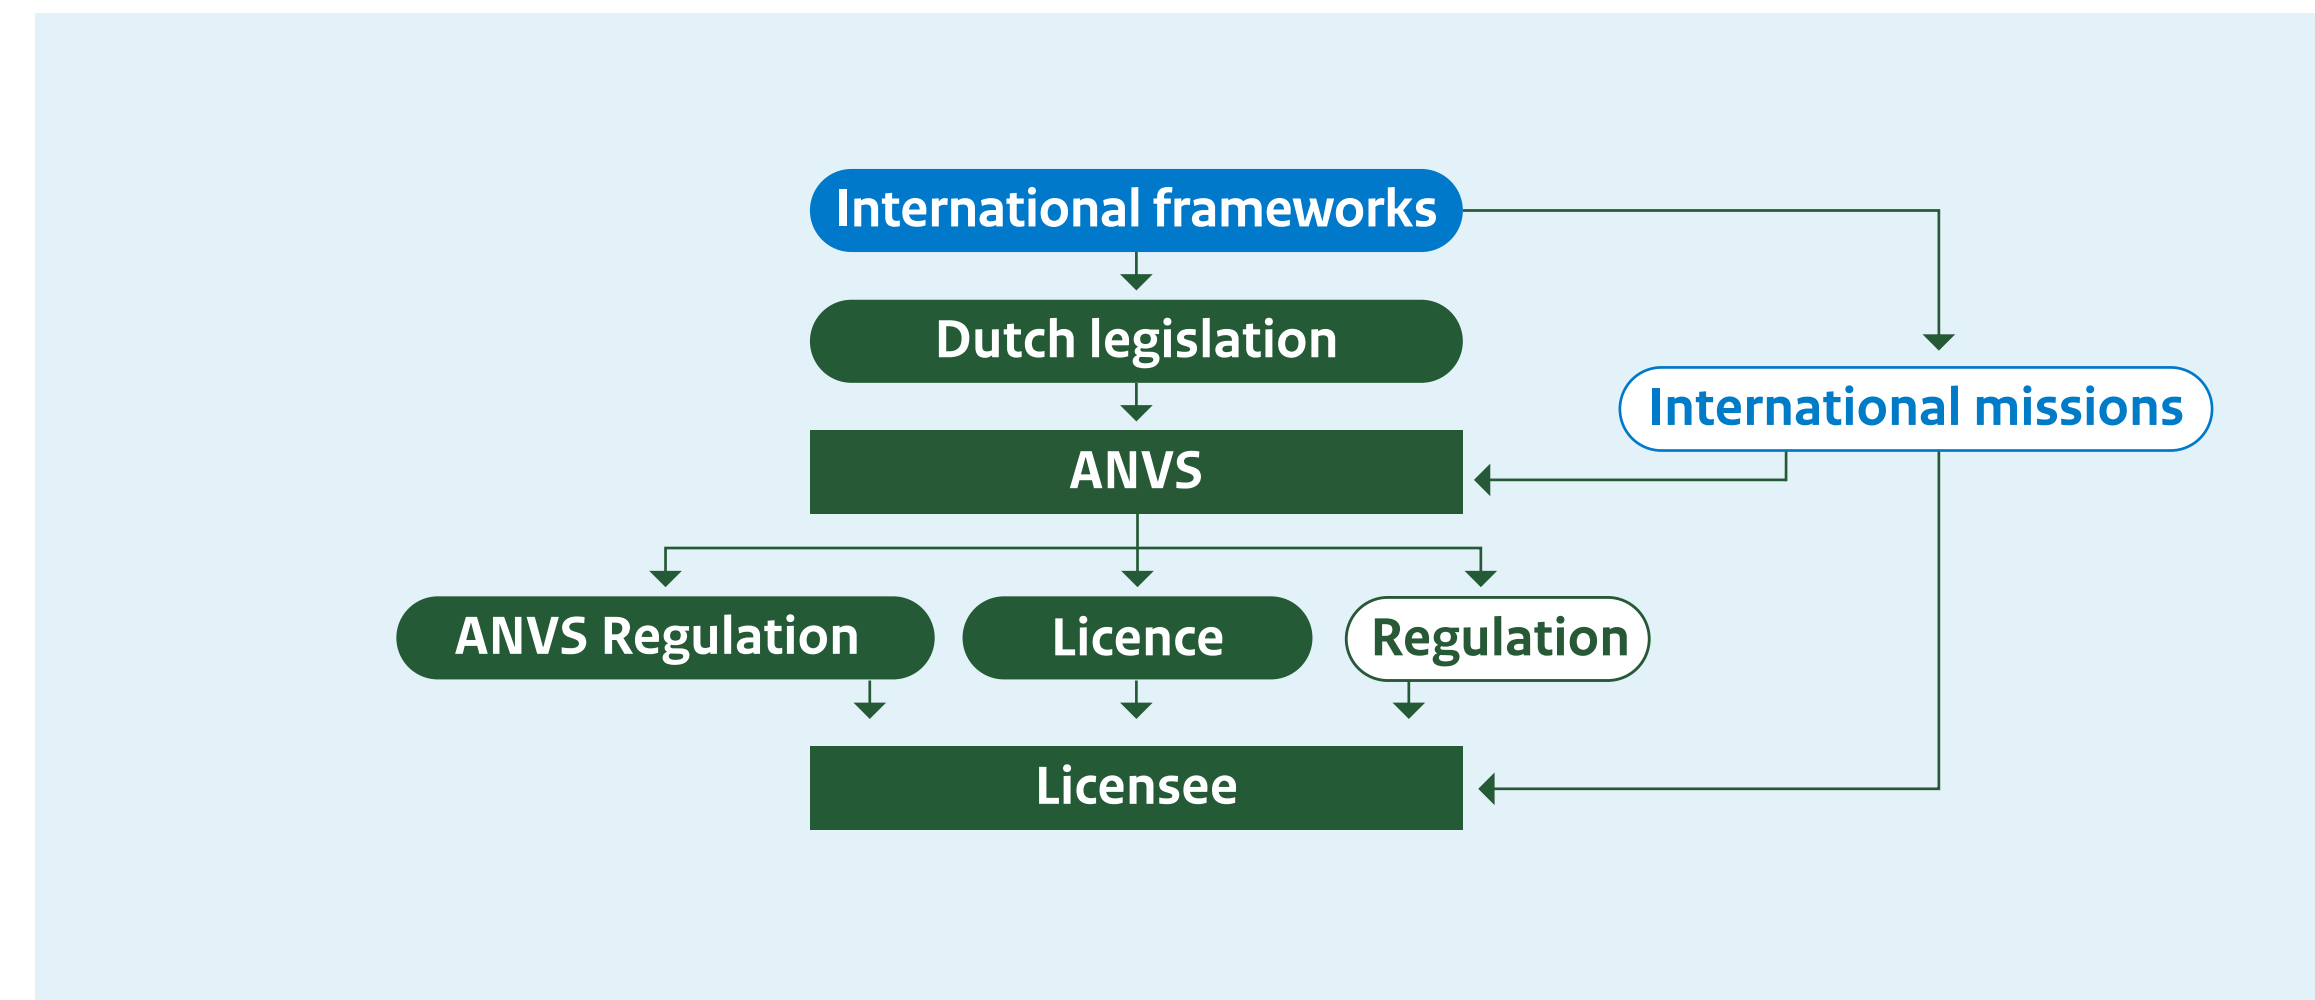 International frameworks
Dutch legislation
International missions
ANVS
ANVS Regulation
Licence
Regulation
Licensee